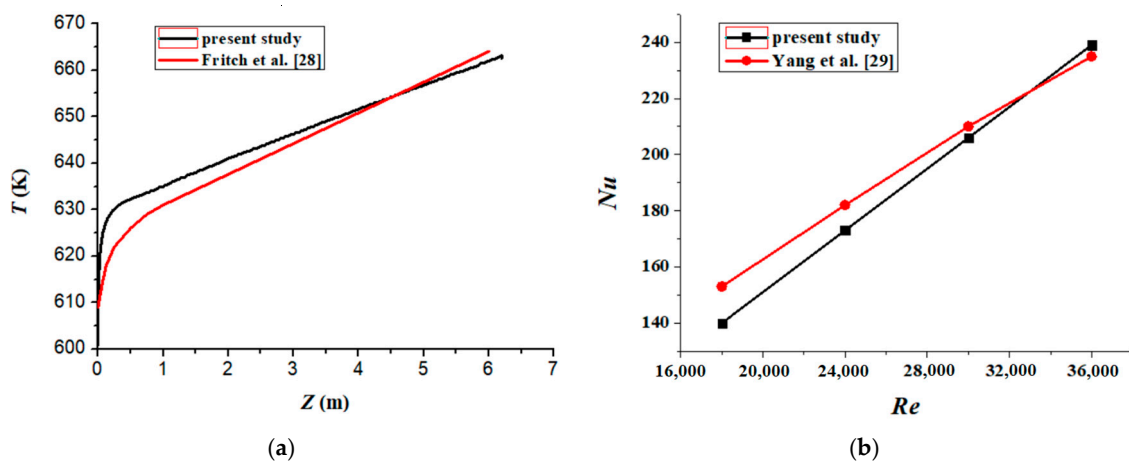 670
660
650
640
630
620
610
600
T (K)
present study
Fritch et al. [28]
0 1 2 3 4 5 6 7
Z (m)
(a)
240
220
200
180
160
140
Nu
present study
Yang et al. [29]
16,000 20,000 24,000 28,000 32,000 36,000
Re
(b)